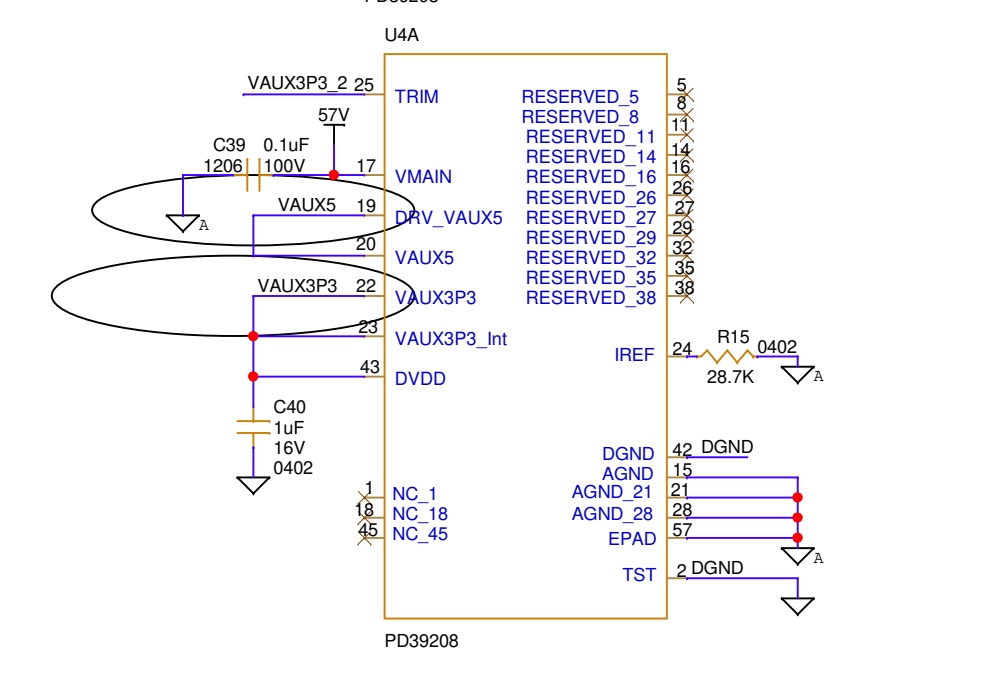 U4A
VAUX3P3_2 25 TRIM
57V
C39 0.1uF
1206 100V 17 VMAIN
A
VAUX5 19 DRV_VAUX5
20 VAUX5
VAUX3P3 22 VAUX3P3
23 VAUX3P3_Int
43 DVDD
C40
1uF
16V
0402
1 NC_1
18 NC_18
45 NC_45
RESERVED_5 5
RESERVED_8 8
RESERVED_11 11
RESERVED_14 14
RESERVED_16 16
RESERVED_26 26
RESERVED_27 27
RESERVED_29 29
RESERVED_32 32
RESERVED_35 35
RESERVED_38 38
R15
IREF 24 0402
28.7K A
DGND 42 DGND
AGND 15
AGND_21 21
AGND_28 28
EPAD 57
A
TST 2 DGND
PD39208